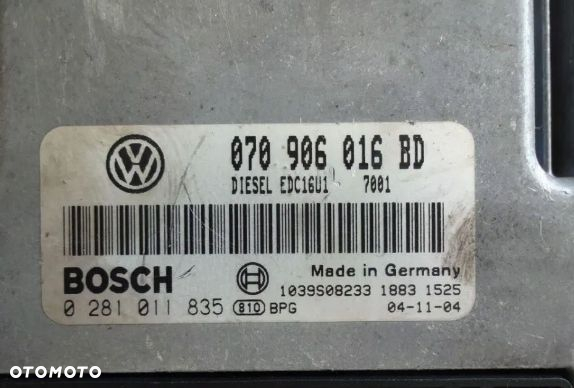 070 906 016 BD
DIESEL EDC16U1 7001
BOSCH
Made in Germany
1039S08233 1883 1525
0 281 011 835 810 BPG 04-11-04
OTOMOTO